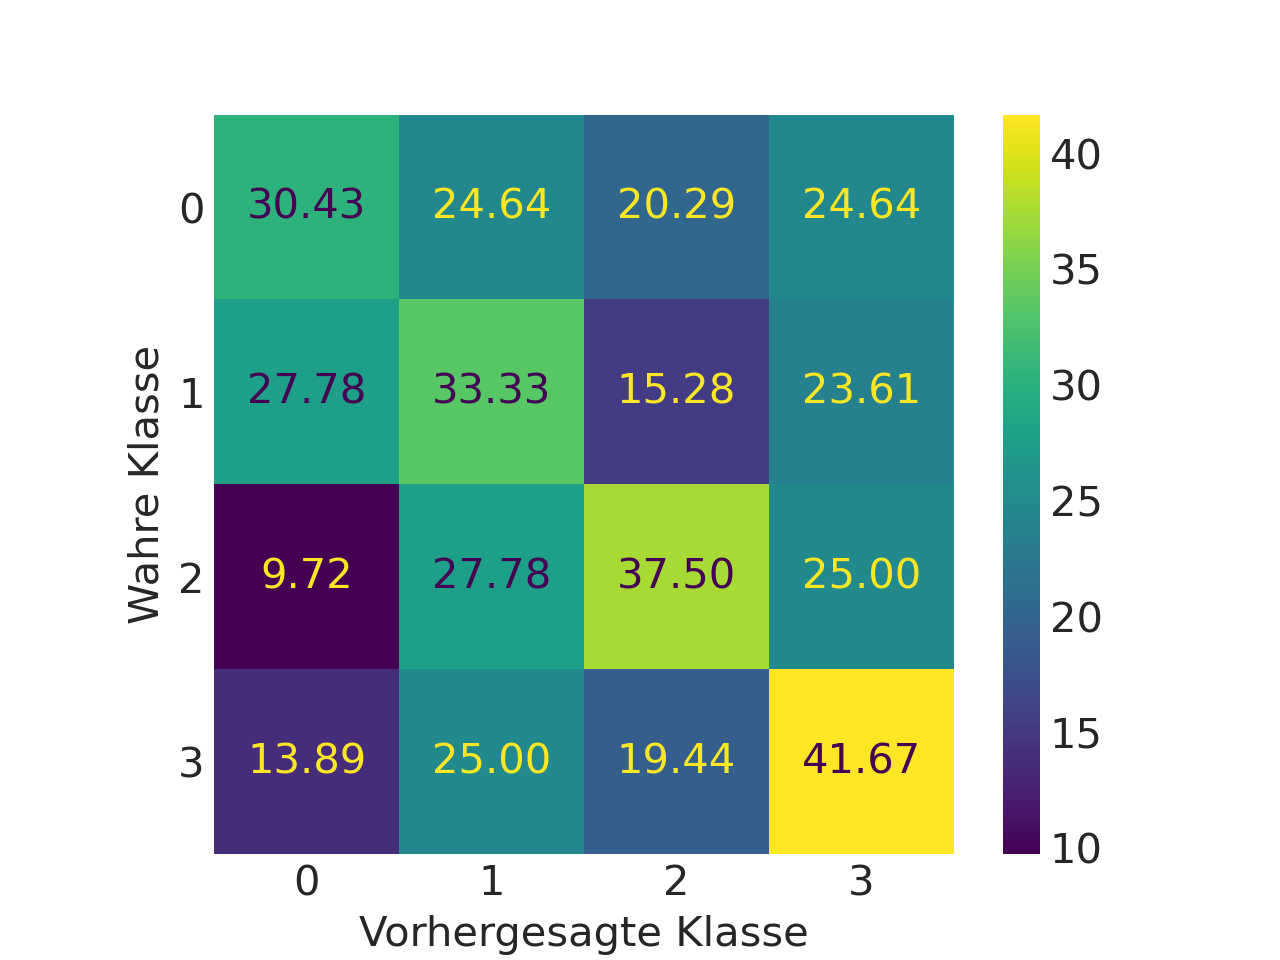 0 30.43 24.64 20.29 24.64
1 27.78 33.33 15.28 23.61
2 9.72 27.78 37.50 25.00
3 13.89 25.00 19.44 41.67
0 1 2 3
Vorhergesagte Klasse
Wahre Klasse
40
35
30
25
20
15
10